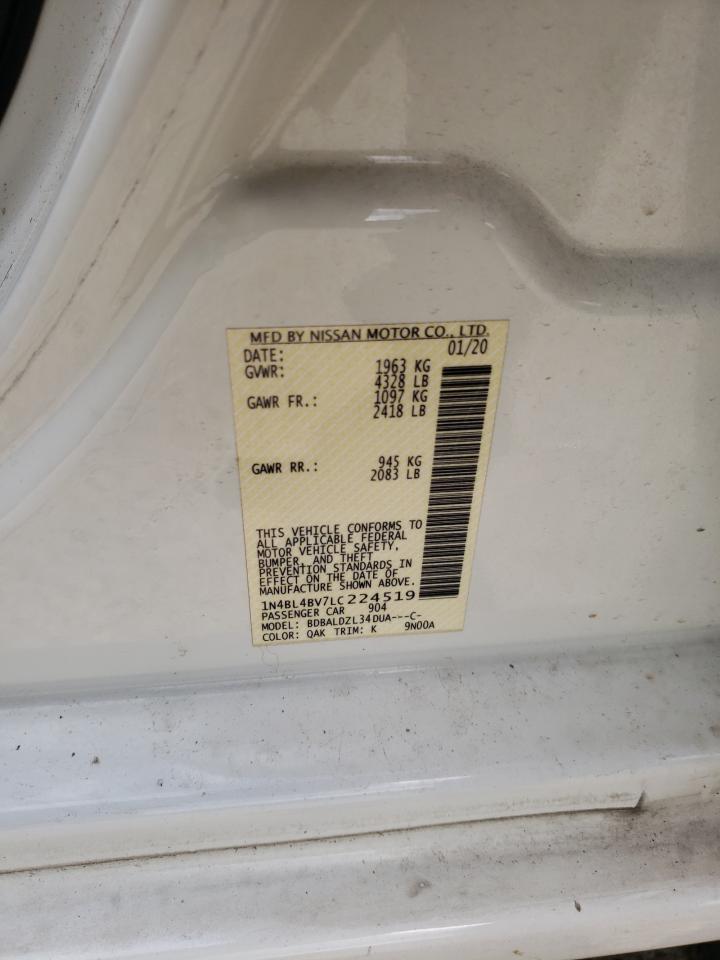 MFD BY NISSAN MOTOR CO., LTD.
DATE: 01/20
GVWR: 1963 KG
4328 LB
GAWR FR.: 1097 KG
2418 LB
GAWR RR.: 945 KG
2083 LB
THIS VEHICLE CONFORMS TO
ALL APPLICABLE FEDERAL
MOTOR VEHICLE SAFETY,
BUMPER, AND THEFT
PREVENTION STANDARDS IN
EFFECT ON THE DATE OF
MANUFACTURE SHOWN ABOVE.
1N4BL4BV7LC224519
PASSENGER CAR 904
MODEL: BDBALDZL34DUA---C-
COLOR: QAK TRIM: K 9N00A